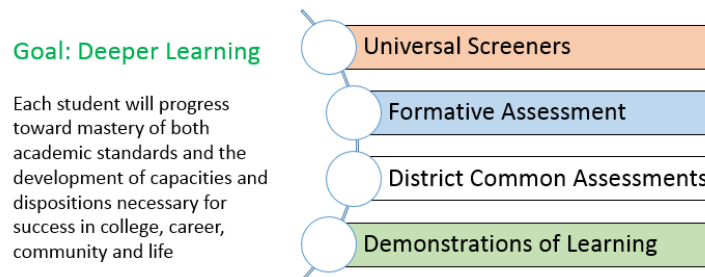 Goal: Deeper Learning
Each student will progress
toward mastery of both
academic standards and the
development of capacities and
dispositions necessary for
success in college, career,
community and life
Universal Screeners
Formative Assessment
District Common Assessments
Demonstrations of Learning